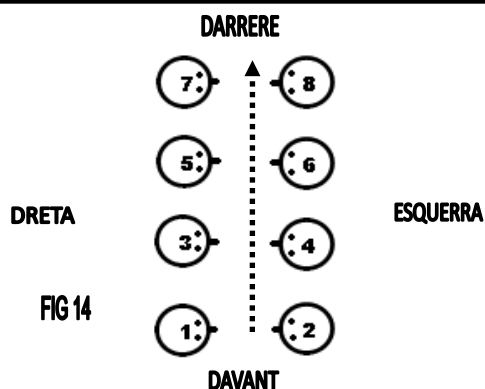 DARRERE
7 8
5 6
DRETA ESQUERRA
3 4
FIG 14
1 2
DAVANT